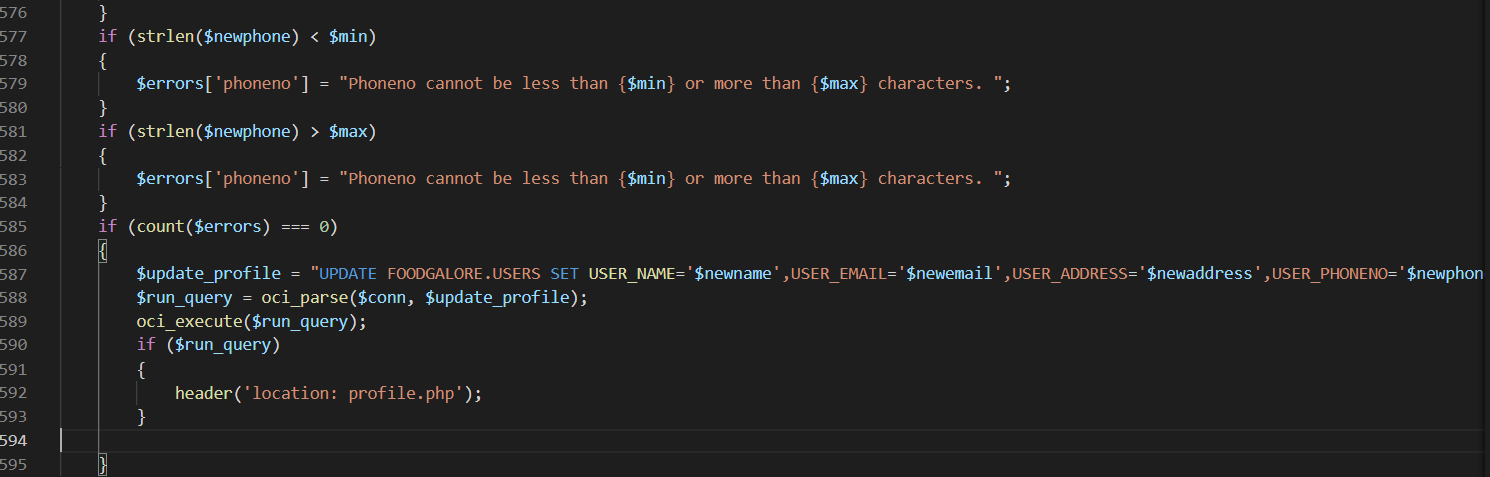 576 }
577 if (strlen($newphone) < $min)
578 {
579 $errors['phoneno'] = "Phoneno cannot be less than {$min} or more than {$max} characters. ";
580 }
581 if (strlen($newphone) > $max)
582 {
583 $errors['phoneno'] = "Phoneno cannot be less than {$min} or more than {$max} characters. ";
584 }
585 if (count($errors) === 0)
586 {
587 $update_profile = "UPDATE FOODGALORE.USERS SET USER_NAME='$newname',USER_EMAIL='$newemail',USER_ADDRESS='$newaddress',USER_PHONENO='$newphon
588 $run_query = oci_parse($conn, $update_profile);
589 oci_execute($run_query);
590 if ($run_query)
591 {
592 header('location: profile.php');
593 }
594
595 }